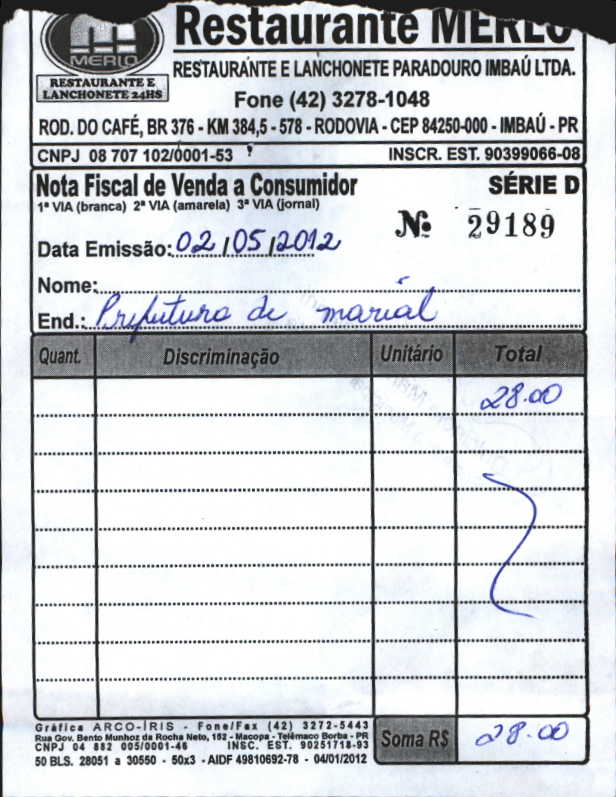 Restaurante MERLO
MERLO
RESTAURANTE E
LANCHONETE 24HS
RESTAURANTE E LANCHONETE PARADOURO IMBAÚ LTDA.
Fone (42) 3278-1048
ROD. DO CAFÉ, BR 376 - KM 384,5 - 578 - RODOVIA - CEP 84250-000 - IMBAÚ - PR
CNPJ 08 707 102/0001-53 INSCR. EST. 90399066-08
Nota Fiscal de Venda a Consumidor SÉRIE D
1ª VIA (branca) 2ª VIA (amarela) 3ª VIA (jornal)
Nº 29189
Data Emissão: 02/05/2012
Nome:
End.: Prefutura de marial
Quant. Discriminação Unitário Total
28.00
Gráfica ARCO-ÍRIS - Fone/Fax (42) 3272-5443
Rua Gov. Bento Munhoz da Rocha Neto, 152 - Macopa - Telêmaco Borba - PR
CNPJ 04 882 005/0001-46 INSC. EST. 90251718-93
50 BLS. 28051 a 30550 - 50x3 - AIDF 49810692-78 - 04/01/2012
Soma R$ 28.00